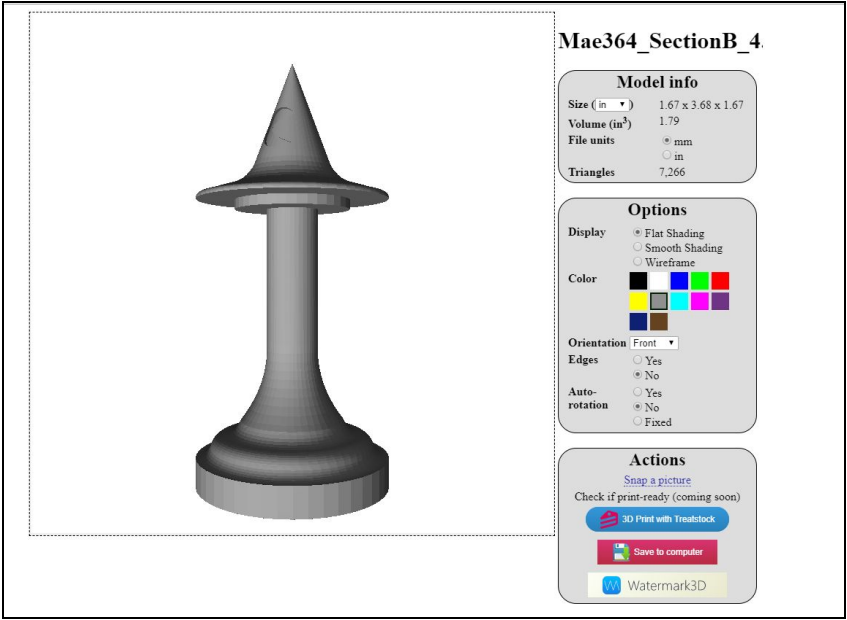 Mae364_SectionB_4.
Model info
Size ( in ▼ ) 1.67 x 3.68 x 1.67
Volume (in³) 1.79
File units mm
in
Triangles 7,266
Options
Display Flat Shading
Smooth Shading
Wireframe
Color
Orientation Front ▼
Edges Yes
No
Auto- Yes
rotation No
Fixed
Actions
Snap a picture
Check if print-ready (coming soon)
3D Print with Treatstock
Save to computer
Watermark3D